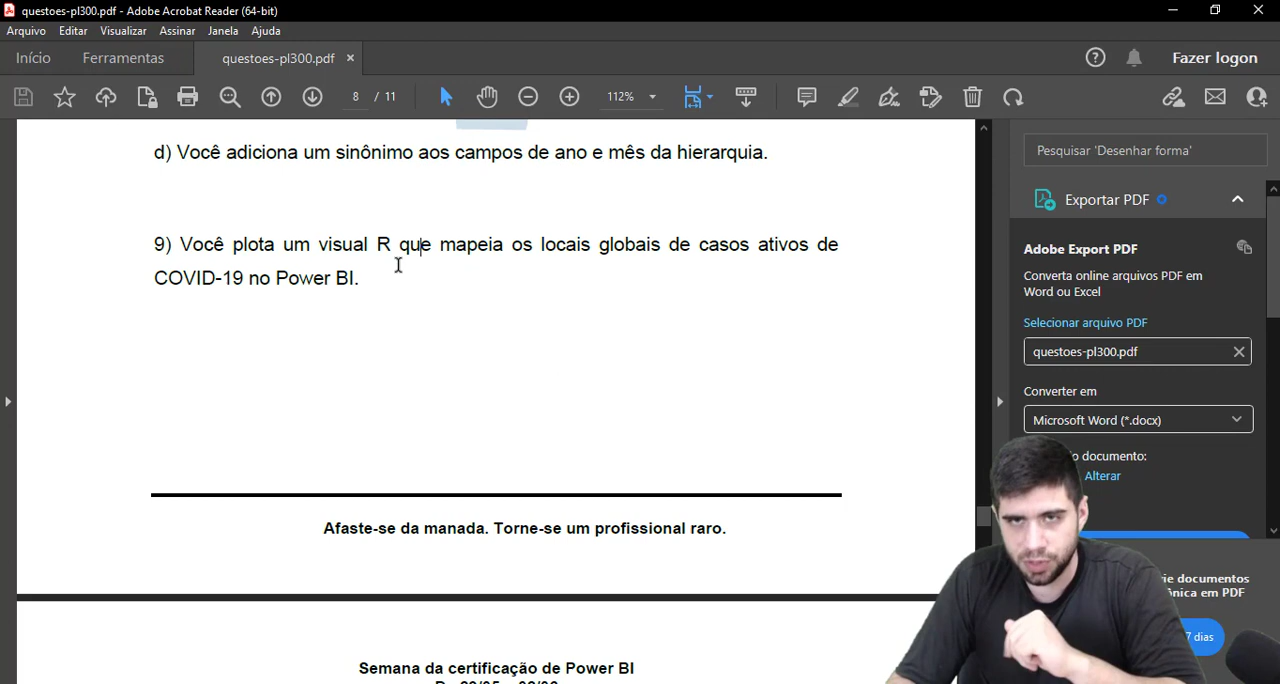 questoes-pl300.pdf - Adobe Acrobat Reader (64-bit)
Arquivo Editar Visualizar Assinar Janela Ajuda
Início Ferramentas questoes-pl300.pdf × Fazer logon
8 / 11 112%
d) Você adiciona um sinônimo aos campos de ano e mês da hierarquia.
9) Você plota um visual R que mapeia os locais globais de casos ativos de
COVID-19 no Power BI.
Afaste-se da manada. Torne-se um profissional raro.
Semana da certificação de Power BI
Pesquisar 'Desenhar forma'
Exportar PDF
Adobe Export PDF
Converta online arquivos PDF em
Word ou Excel
Selecionar arquivo PDF
questoes-pl300.pdf
Converter em
Microsoft Word (*.docx)
documento:
Alterar
documentos
em PDF
7 dias